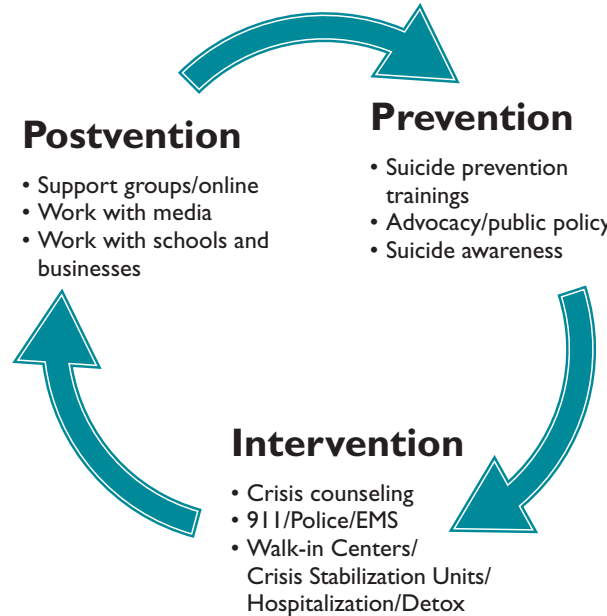 Postvention
• Support groups/online
• Work with media
• Work with schools and
businesses
Prevention
• Suicide prevention
trainings
• Advocacy/public policy
• Suicide awareness
Intervention
• Crisis counseling
• 911/Police/EMS
• Walk-in Centers/
Crisis Stabilization Units/
Hospitalization/Detox